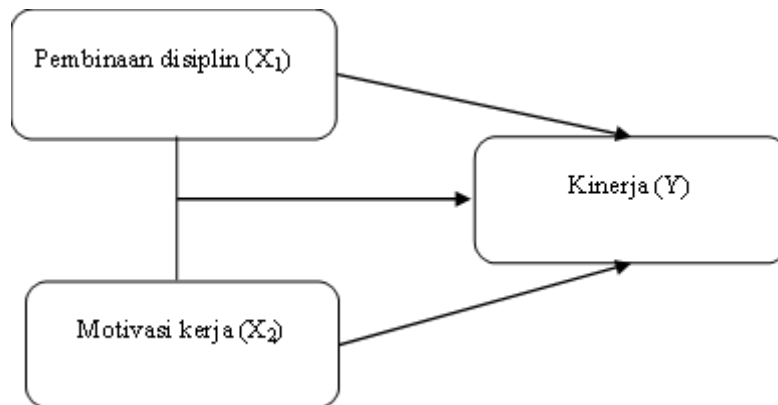 Pembinaan disiplin (X₁)
Kinerja (Y)
Motivasi kerja (X₂)